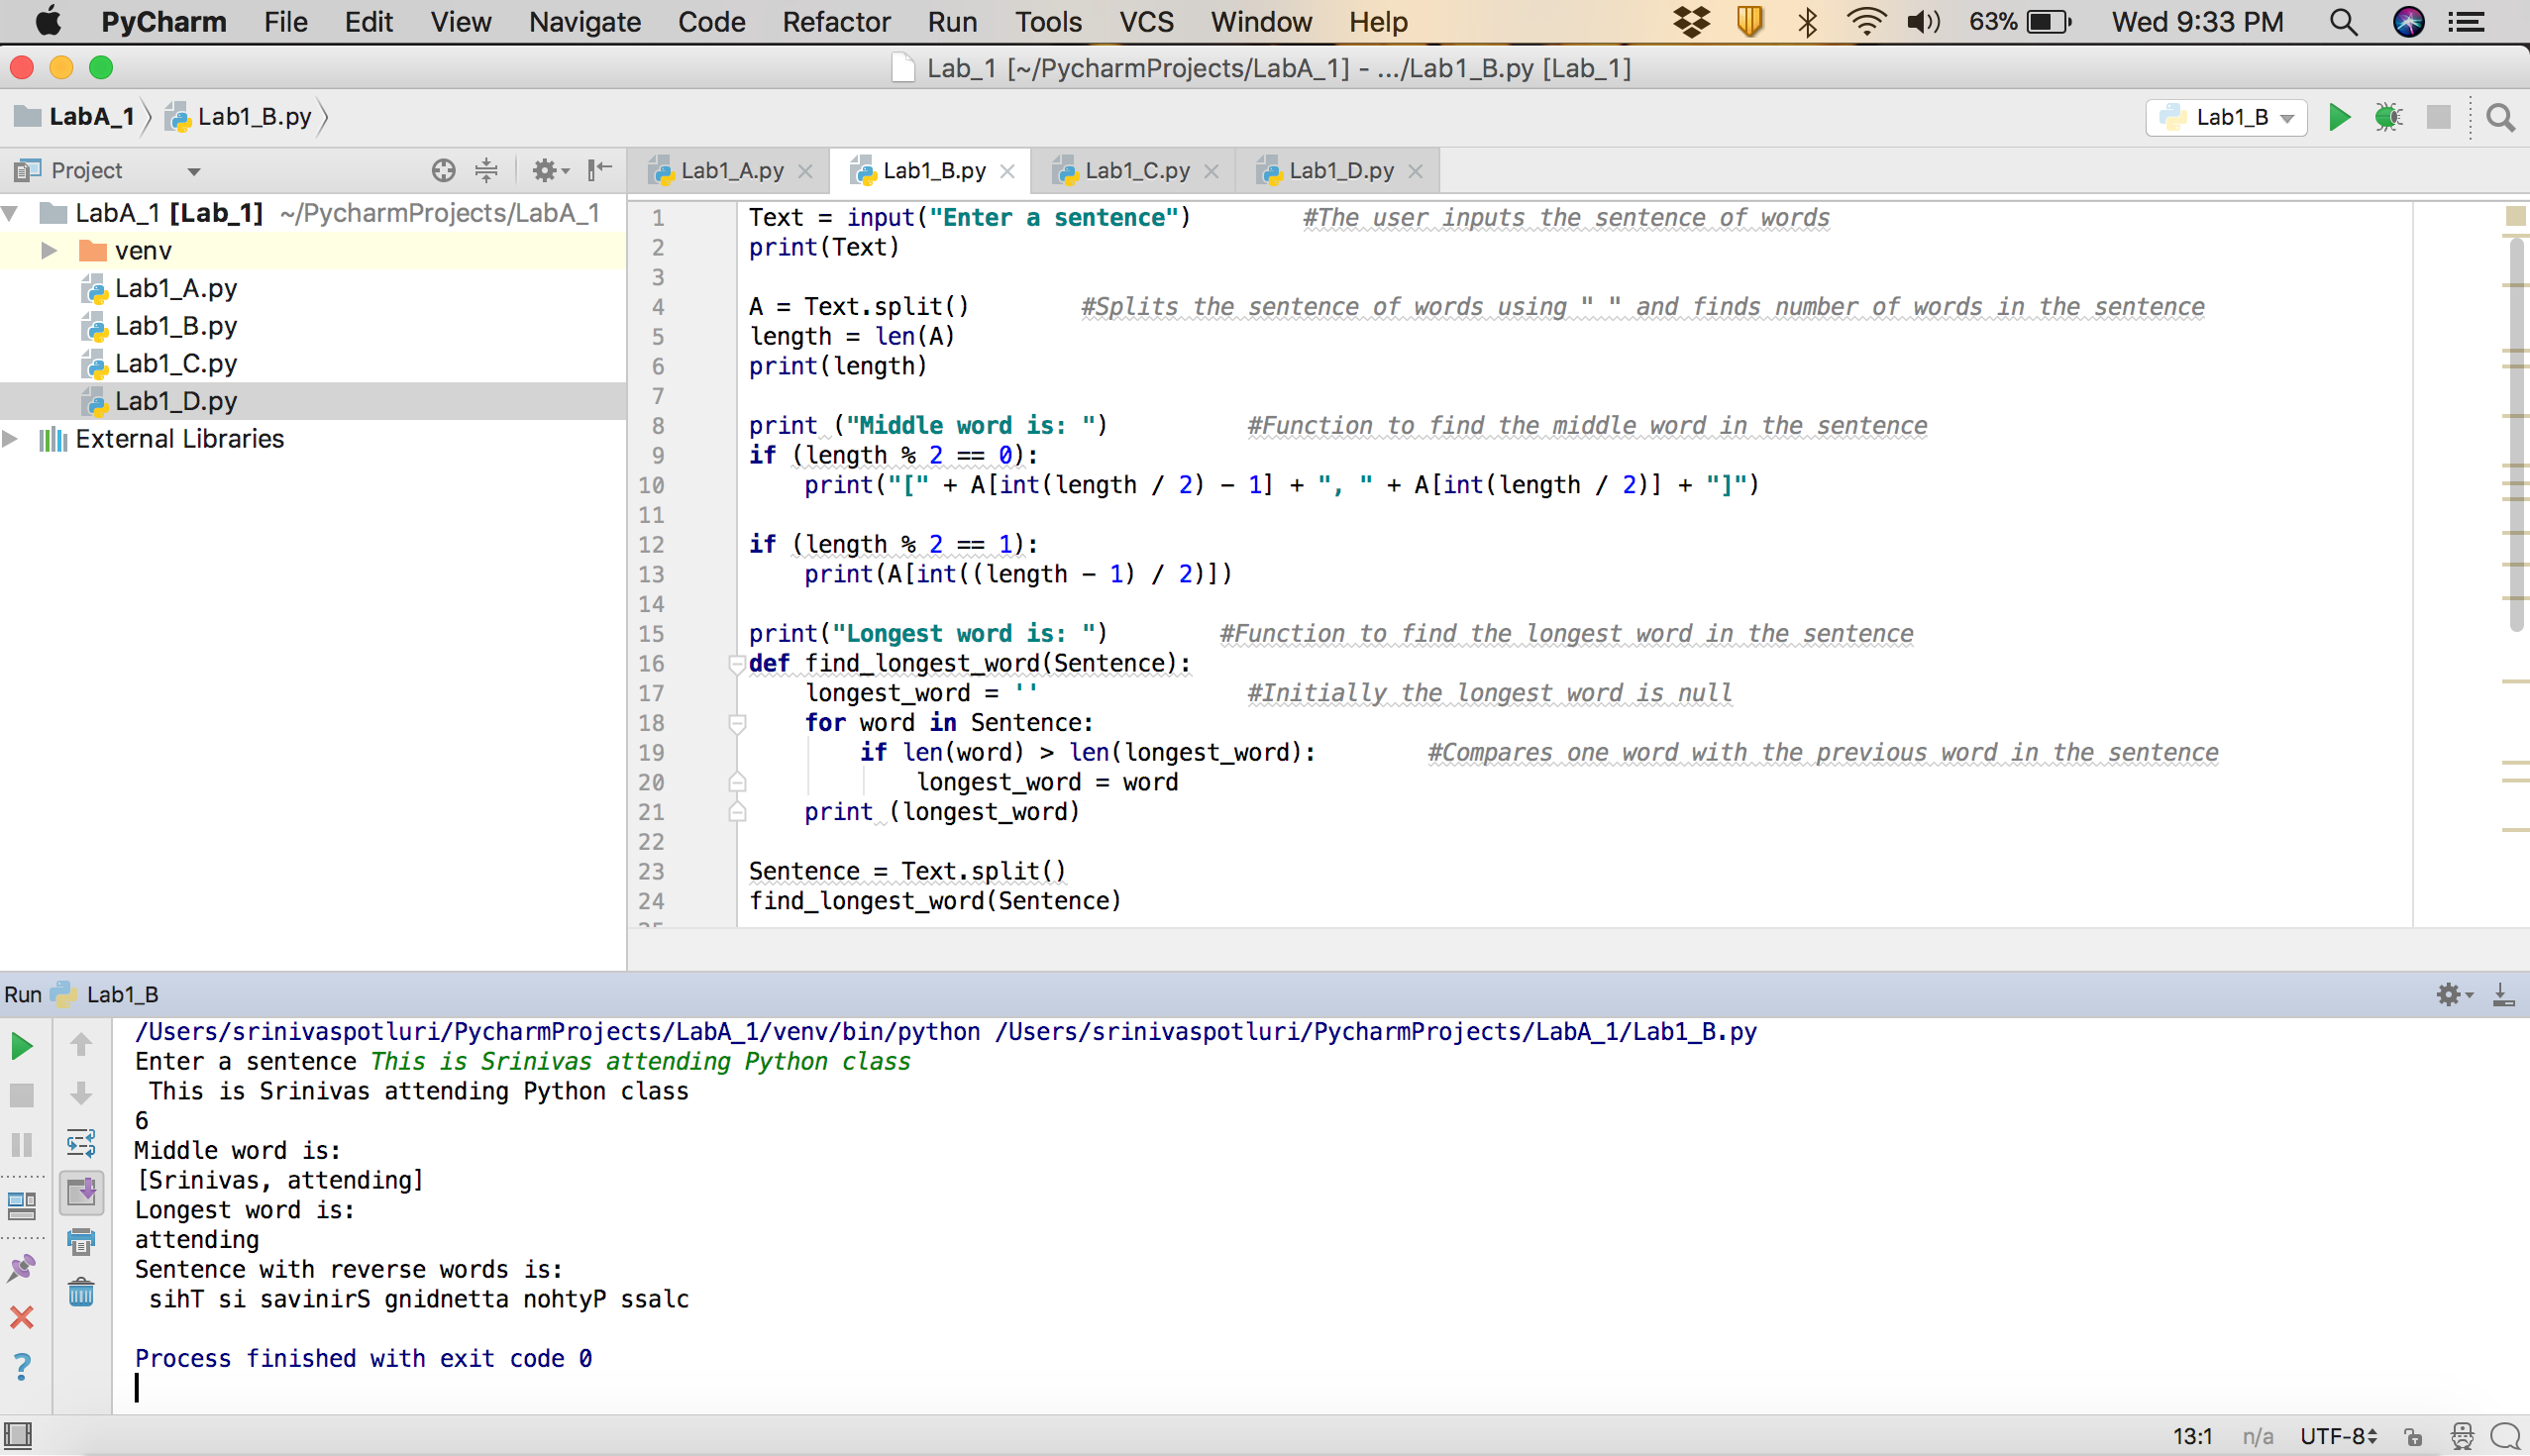 PyCharm File Edit View Navigate Code Refactor Run Tools VCS Window Help 63% Wed 9:33 PM
Lab_1 [~/PycharmProjects/LabA_1] - .../Lab1_B.py [Lab_1]
LabA_1 Lab1_B.py Lab1_B
Project Lab1_A.py Lab1_B.py Lab1_C.py Lab1_D.py
LabA_1 [Lab_1] ~/PycharmProjects/LabA_1
venv
Lab1_A.py
Lab1_B.py
Lab1_C.py
Lab1_D.py
External Libraries
1 Text = input("Enter a sentence") #The user inputs the sentence of words
2 print(Text)
3
4 A = Text.split() #Splits the sentence of words using " " and finds number of words in the sentence
5 length = len(A)
6 print(length)
7
8 print ("Middle word is: ") #Function to find the middle word in the sentence
9 if (length % 2 == 0):
10 print("[" + A[int(length / 2) - 1] + ", " + A[int(length / 2)] + "]")
11
12 if (length % 2 == 1):
13 print(A[int((length - 1) / 2)])
14
15 print("Longest word is: ") #Function to find the longest word in the sentence
16 def find_longest_word(Sentence):
17 longest_word = '' #Initially the longest word is null
18 for word in Sentence:
19 if len(word) > len(longest_word): #Compares one word with the previous word in the sentence
20 longest_word = word
21 print (longest_word)
22
23 Sentence = Text.split()
24 find_longest_word(Sentence)
Run Lab1_B
/Users/srinivaspotluri/PycharmProjects/LabA_1/venv/bin/python /Users/srinivaspotluri/PycharmProjects/LabA_1/Lab1_B.py
Enter a sentence This is Srinivas attending Python class
This is Srinivas attending Python class
6
Middle word is:
[Srinivas, attending]
Longest word is:
attending
Sentence with reverse words is:
sihT si savinirS gnidnetta nohtyP ssalc
Process finished with exit code 0
13:1 n/a UTF-8